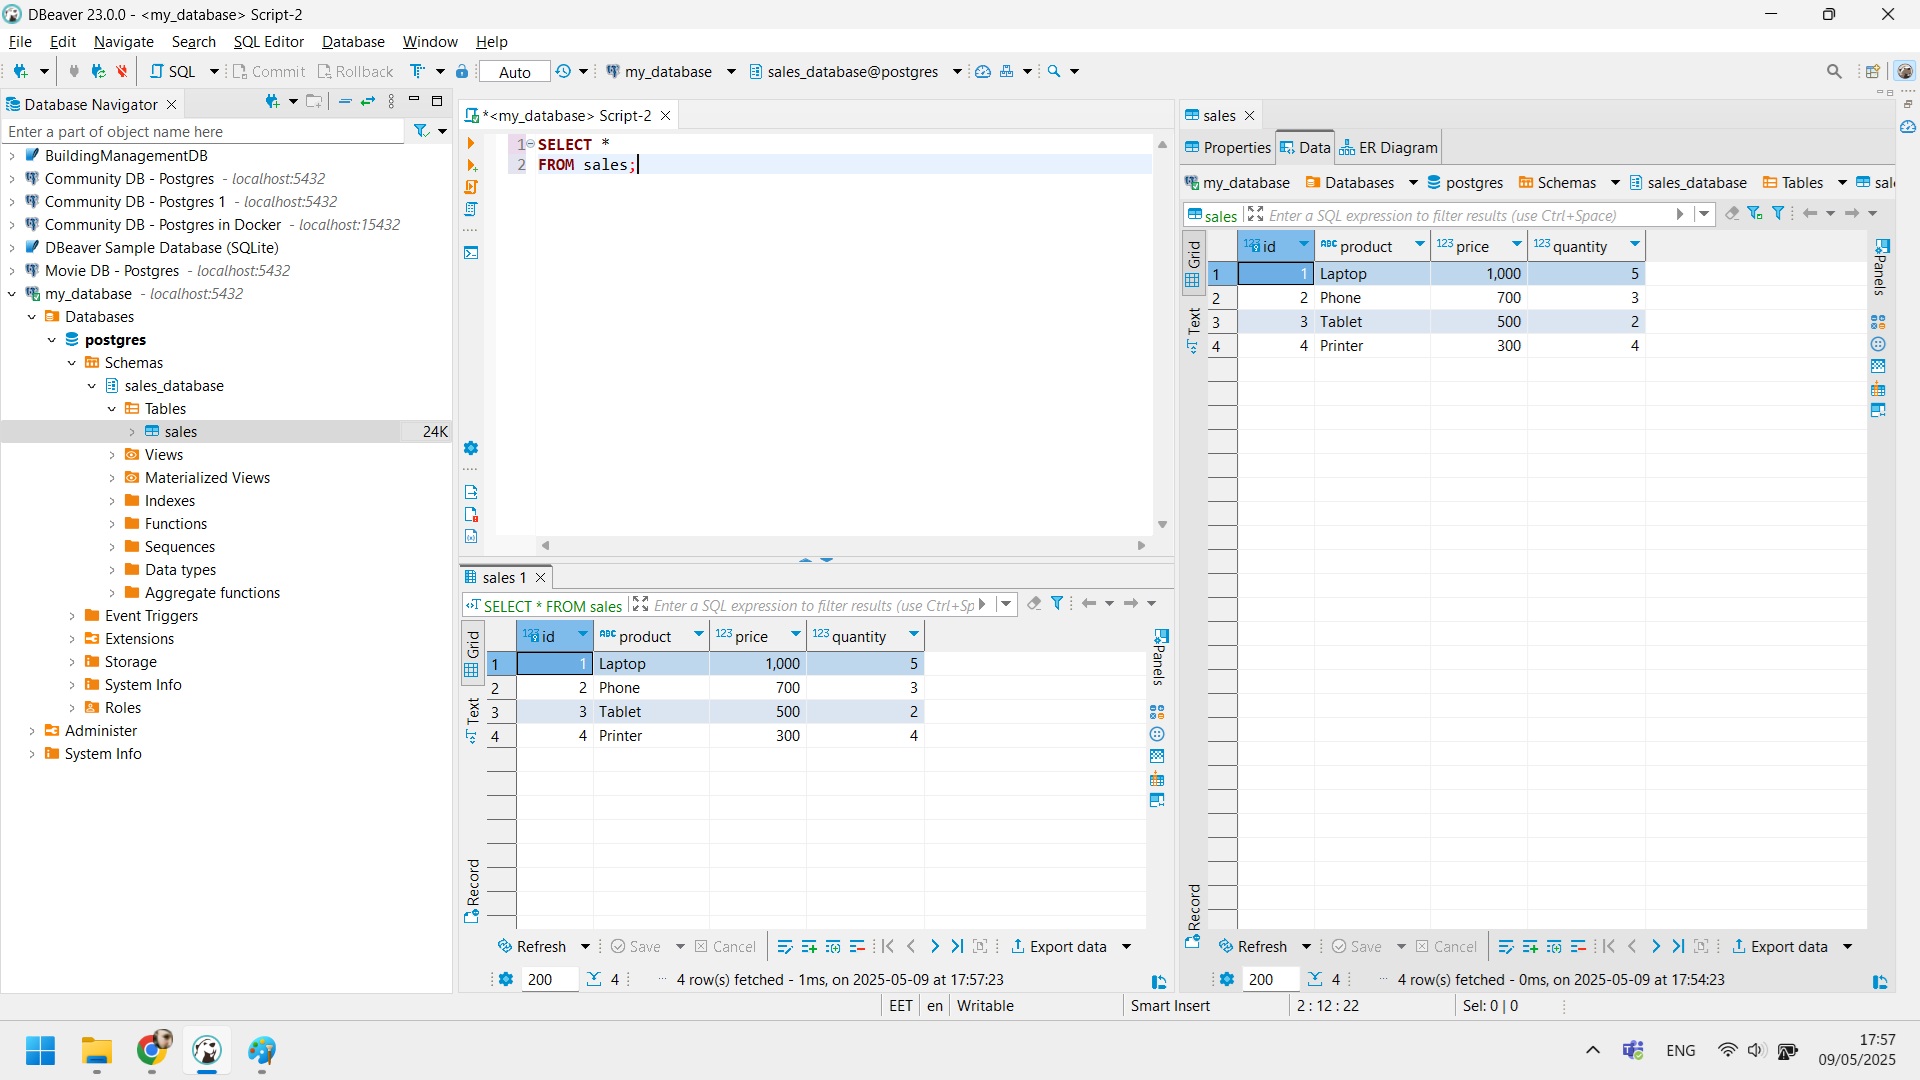 DBeaver 23.0.0 - <my_database> Script-2
File Edit Navigate Search SQL Editor Database Window Help
SQL Commit Rollback Auto my_database sales_database@postgres
Database Navigator
Enter a part of object name here
BuildingManagementDB
Community DB - Postgres - localhost:5432
Community DB - Postgres 1 - localhost:5432
Community DB - Postgres in Docker - localhost:15432
DBeaver Sample Database (SQLite)
Movie DB - Postgres - localhost:5432
my_database - localhost:5432
Databases
postgres
Schemas
sales_database
Tables
sales 24K
Views
Materialized Views
Indexes
Functions
Sequences
Data types
Aggregate functions
Event Triggers
Extensions
Storage
System Info
Roles
Administer
System Info
*<my_database> Script-2
1 SELECT *
2 FROM sales;
sales 1
SELECT * FROM sales Enter a SQL expression to filter results (use Ctrl+Sp
Grid
Text
Record
123 id ABC product 123 price 123 quantity
1 1 Laptop 1,000 5
2 2 Phone 700 3
3 3 Tablet 500 2
4 4 Printer 300 4
Panels
Refresh Save Cancel Export data
200 4 ... 4 row(s) fetched - 1ms, on 2025-05-09 at 17:57:23
sales
Properties Data ER Diagram
my_database Databases postgres Schemas sales_database Tables sal
sales Enter a SQL expression to filter results (use Ctrl+Space)
Grid
Text
Record
123 id ABC product 123 price 123 quantity
1 1 Laptop 1,000 5
2 2 Phone 700 3
3 3 Tablet 500 2
4 4 Printer 300 4
Panels
Refresh Save Cancel Export data
200 4 ... 4 row(s) fetched - 0ms, on 2025-05-09 at 17:54:23
EET en Writable Smart Insert 2 : 12 : 22 Sel: 0 | 0
ENG
17:57
09/05/2025